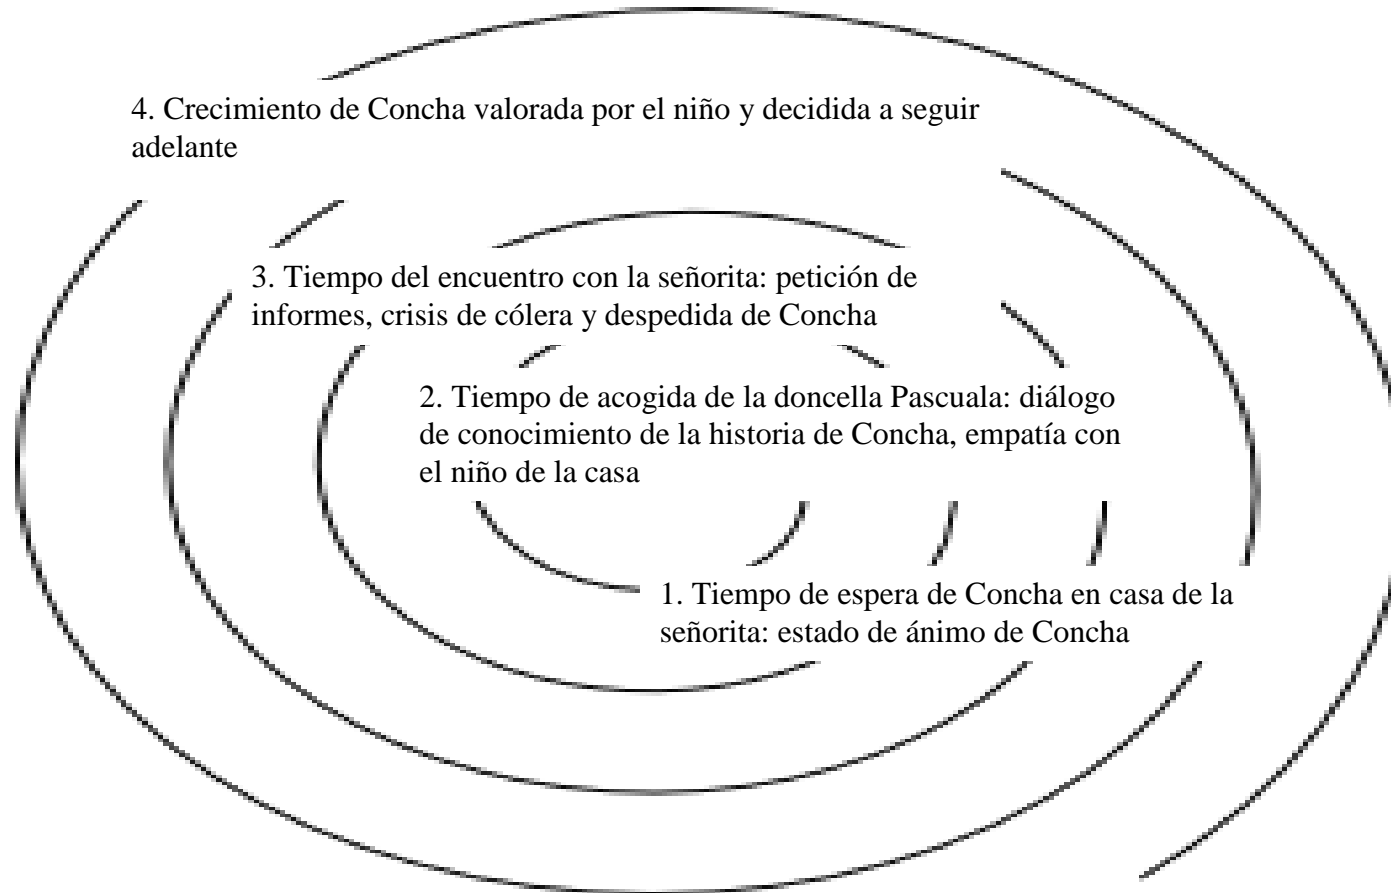 4. Crecimiento de Concha valorada por el niño y decidida a seguir
adelante
3. Tiempo del encuentro con la señorita: petición de
informes, crisis de cólera y despedida de Concha
2. Tiempo de acogida de la doncella Pascuala: diálogo
de conocimiento de la historia de Concha, empatía con
el niño de la casa
1. Tiempo de espera de Concha en casa de la
señorita: estado de ánimo de Concha